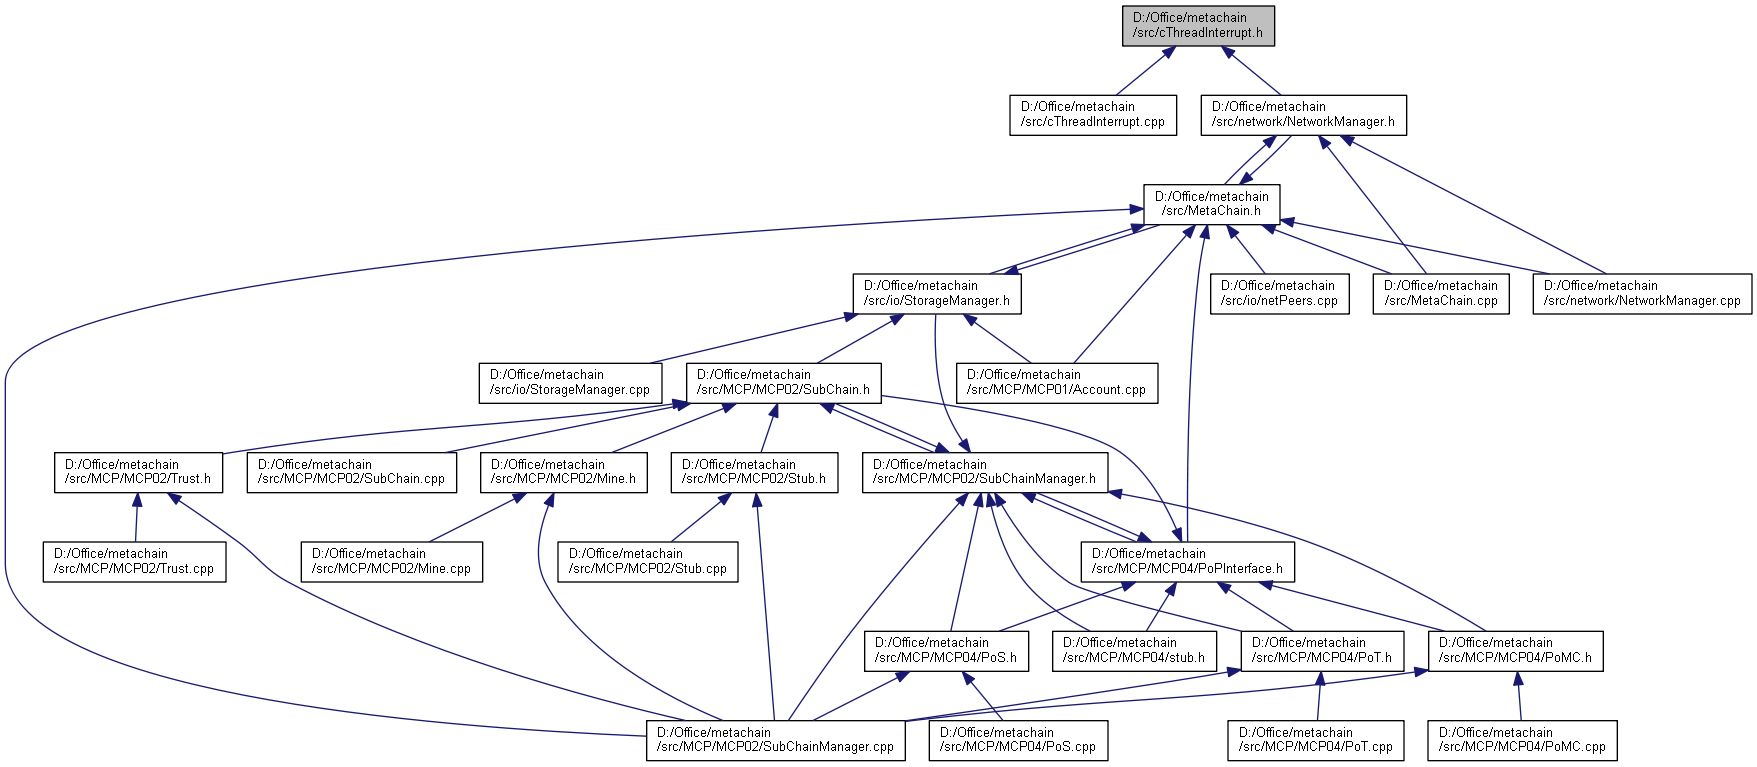 D:/Office/metachain
/src/cThreadInterrupt.h
D:/Office/metachain
/src/cThreadInterrupt.cpp
D:/Office/metachain
/src/network/NetworkManager.h
D:/Office/metachain
/src/MetaChain.h
D:/Office/metachain
/src/io/StorageManager.h
D:/Office/metachain
/src/io/netPeers.cpp
D:/Office/metachain
/src/MetaChain.cpp
D:/Office/metachain
/src/network/NetworkManager.cpp
D:/Office/metachain
/src/io/StorageManager.cpp
D:/Office/metachain
/src/MCP/MCP02/SubChain.h
D:/Office/metachain
/src/MCP/MCP01/Account.cpp
D:/Office/metachain
/src/MCP/MCP02/Trust.h
D:/Office/metachain
/src/MCP/MCP02/SubChain.cpp
D:/Office/metachain
/src/MCP/MCP02/Mine.h
D:/Office/metachain
/src/MCP/MCP02/Stub.h
D:/Office/metachain
/src/MCP/MCP02/SubChainManager.h
D:/Office/metachain
/src/MCP/MCP02/Trust.cpp
D:/Office/metachain
/src/MCP/MCP02/Mine.cpp
D:/Office/metachain
/src/MCP/MCP02/Stub.cpp
D:/Office/metachain
/src/MCP/MCP04/PoPInterface.h
D:/Office/metachain
/src/MCP/MCP04/PoS.h
D:/Office/metachain
/src/MCP/MCP04/stub.h
D:/Office/metachain
/src/MCP/MCP04/PoT.h
D:/Office/metachain
/src/MCP/MCP04/PoMC.h
D:/Office/metachain
/src/MCP/MCP02/SubChainManager.cpp
D:/Office/metachain
/src/MCP/MCP04/PoS.cpp
D:/Office/metachain
/src/MCP/MCP04/PoT.cpp
D:/Office/metachain
/src/MCP/MCP04/PoMC.cpp